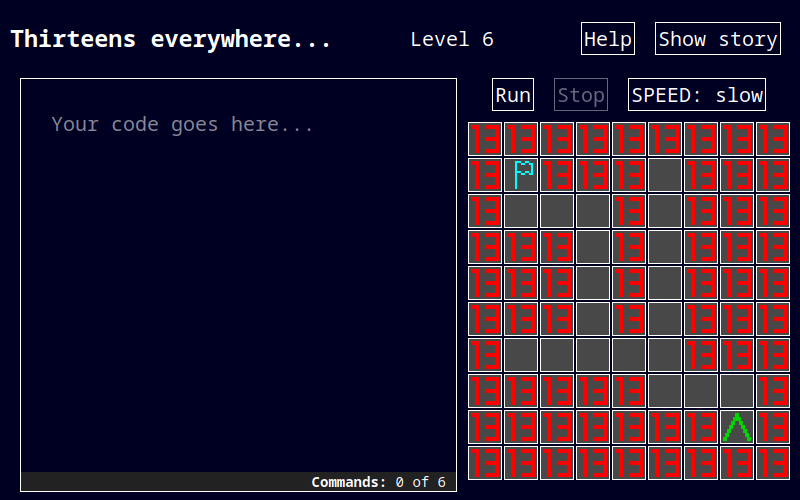 Thirteens everywhere...
Level 6
Help
Show story
Your code goes here...
Commands: 0 of 6
Run
Stop
SPEED: slow
13 13 13 13 13 13 13 13 13
13 13 13 13 13 13 13
13 13 13 13 13
13 13 13 13 13 13 13
13 13 13 13 13 13 13
13 13 13 13 13 13 13
13 13 13 13
13 13 13 13 13 13
13 13 13 13 13 13 13 13
13 13 13 13 13 13 13 13 13